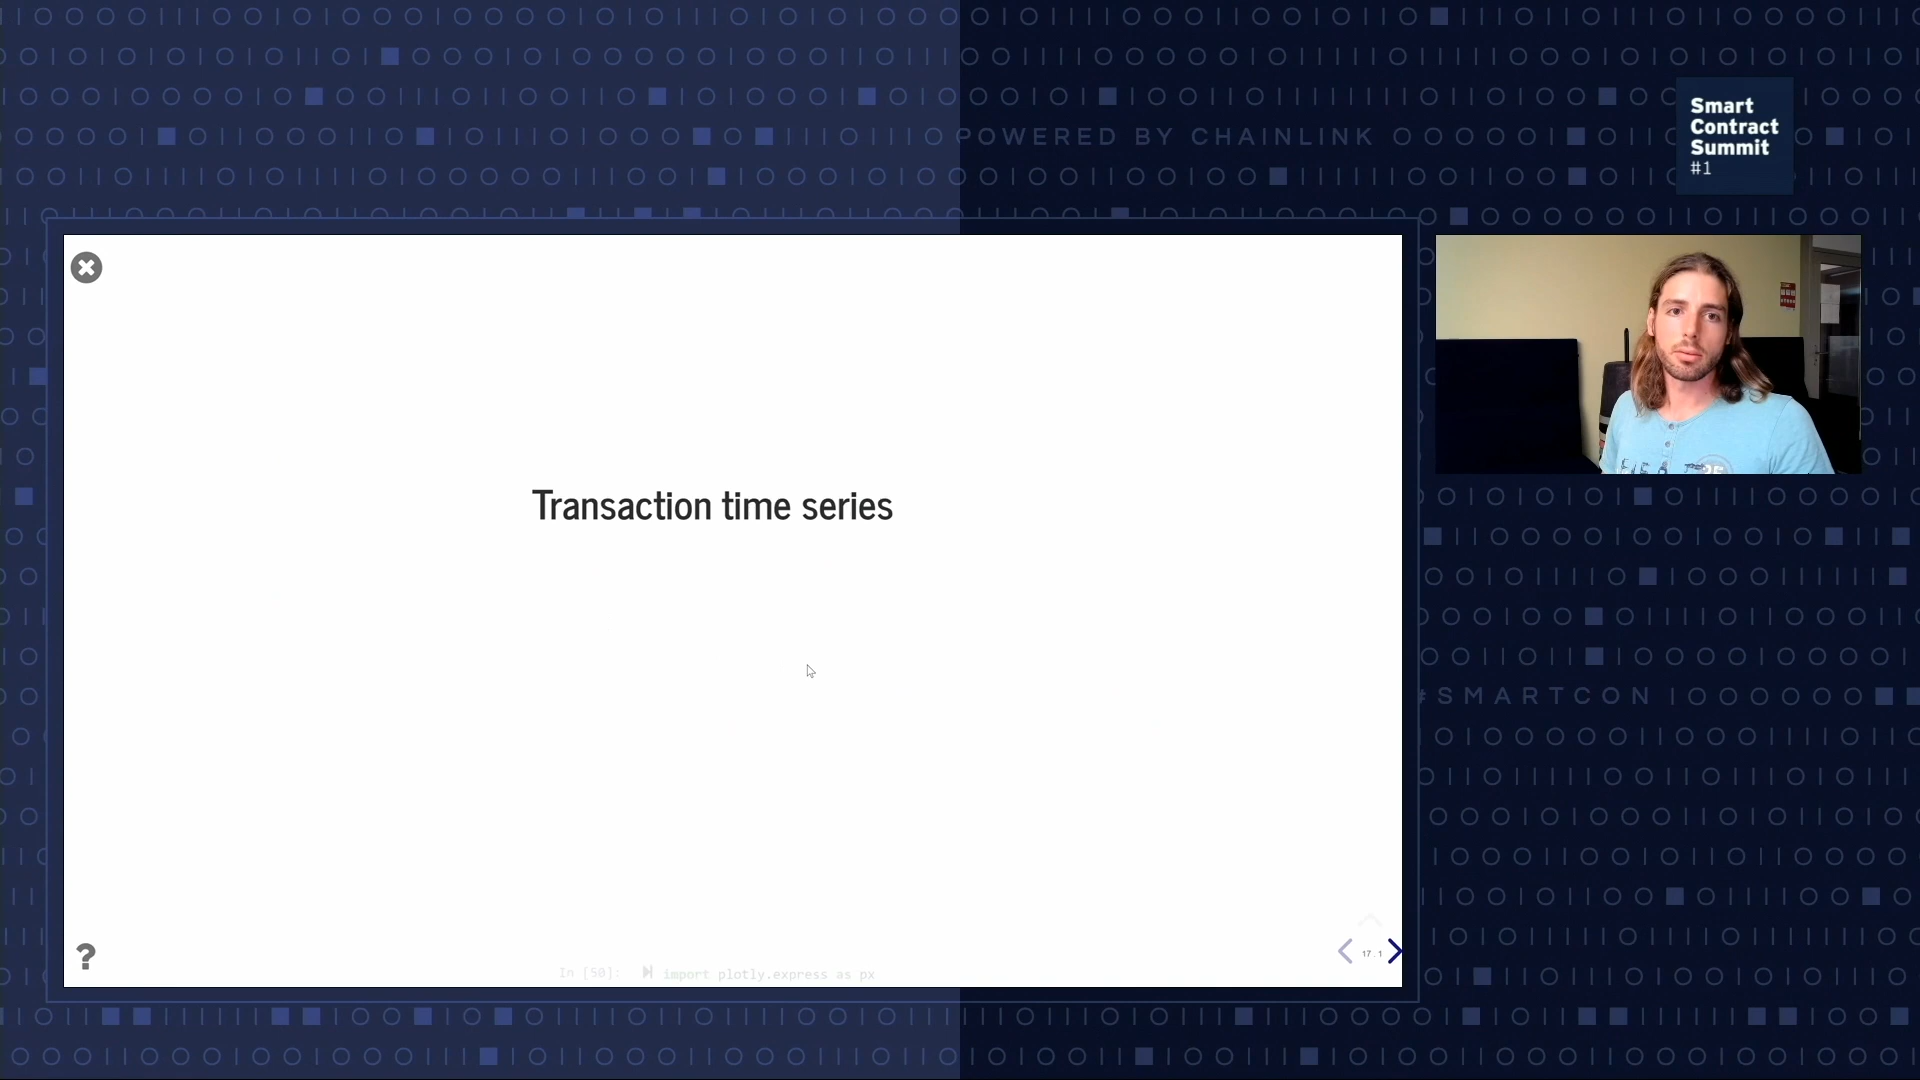 POWERED BY CHAINLINK
Smart
Contract
Summit
#1
Transaction time series
#SMARTCON
17.1
In [50]: import plotly.express as px
?